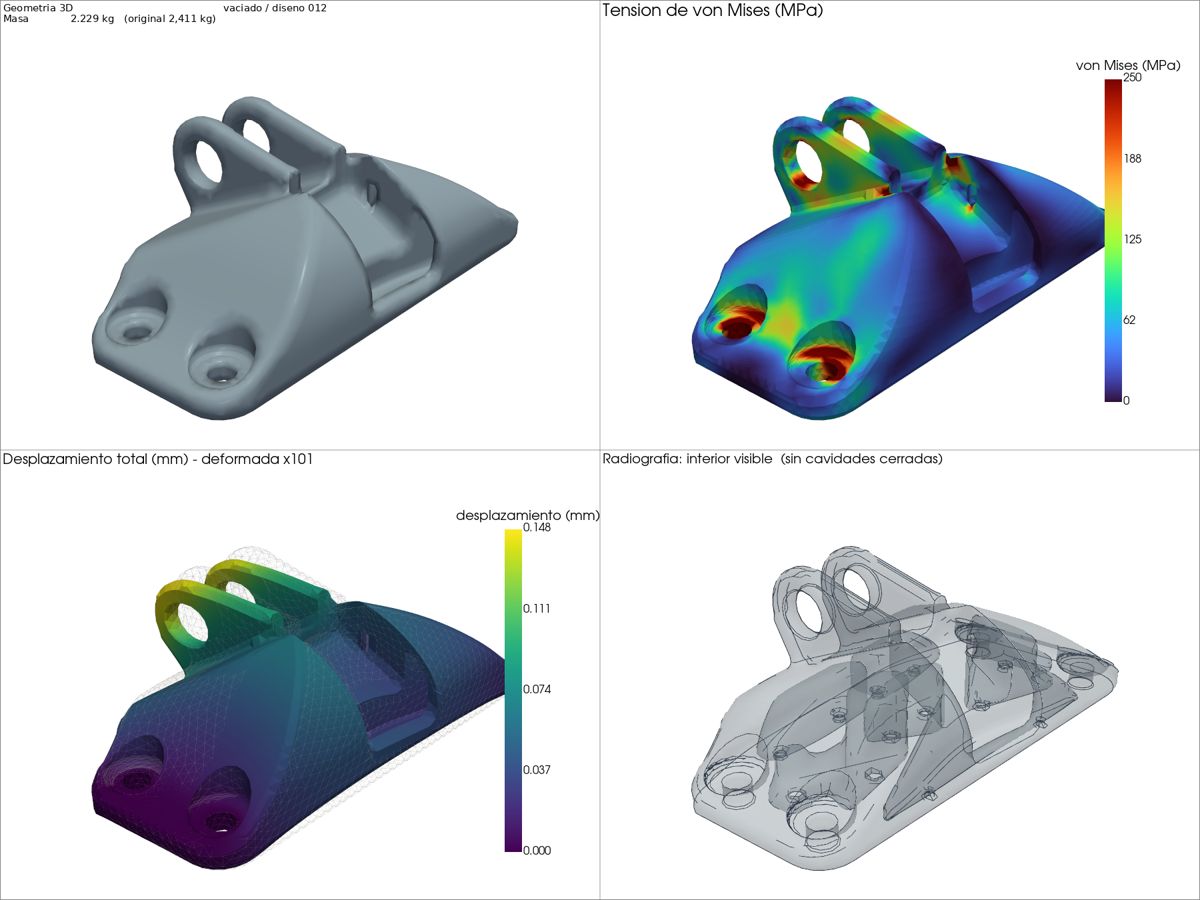 Geometria 3D vaciado / diseno 012
Masa 2.229 kg (original 2,411 kg)
Tension de von Mises (MPa)
von Mises (MPa)
250
188
125
62
0
Desplazamiento total (mm) - deformada x101
desplazamiento (mm)
0.148
0.111
0.074
0.037
0.000
Radiografia: interior visible (sin cavidades cerradas)